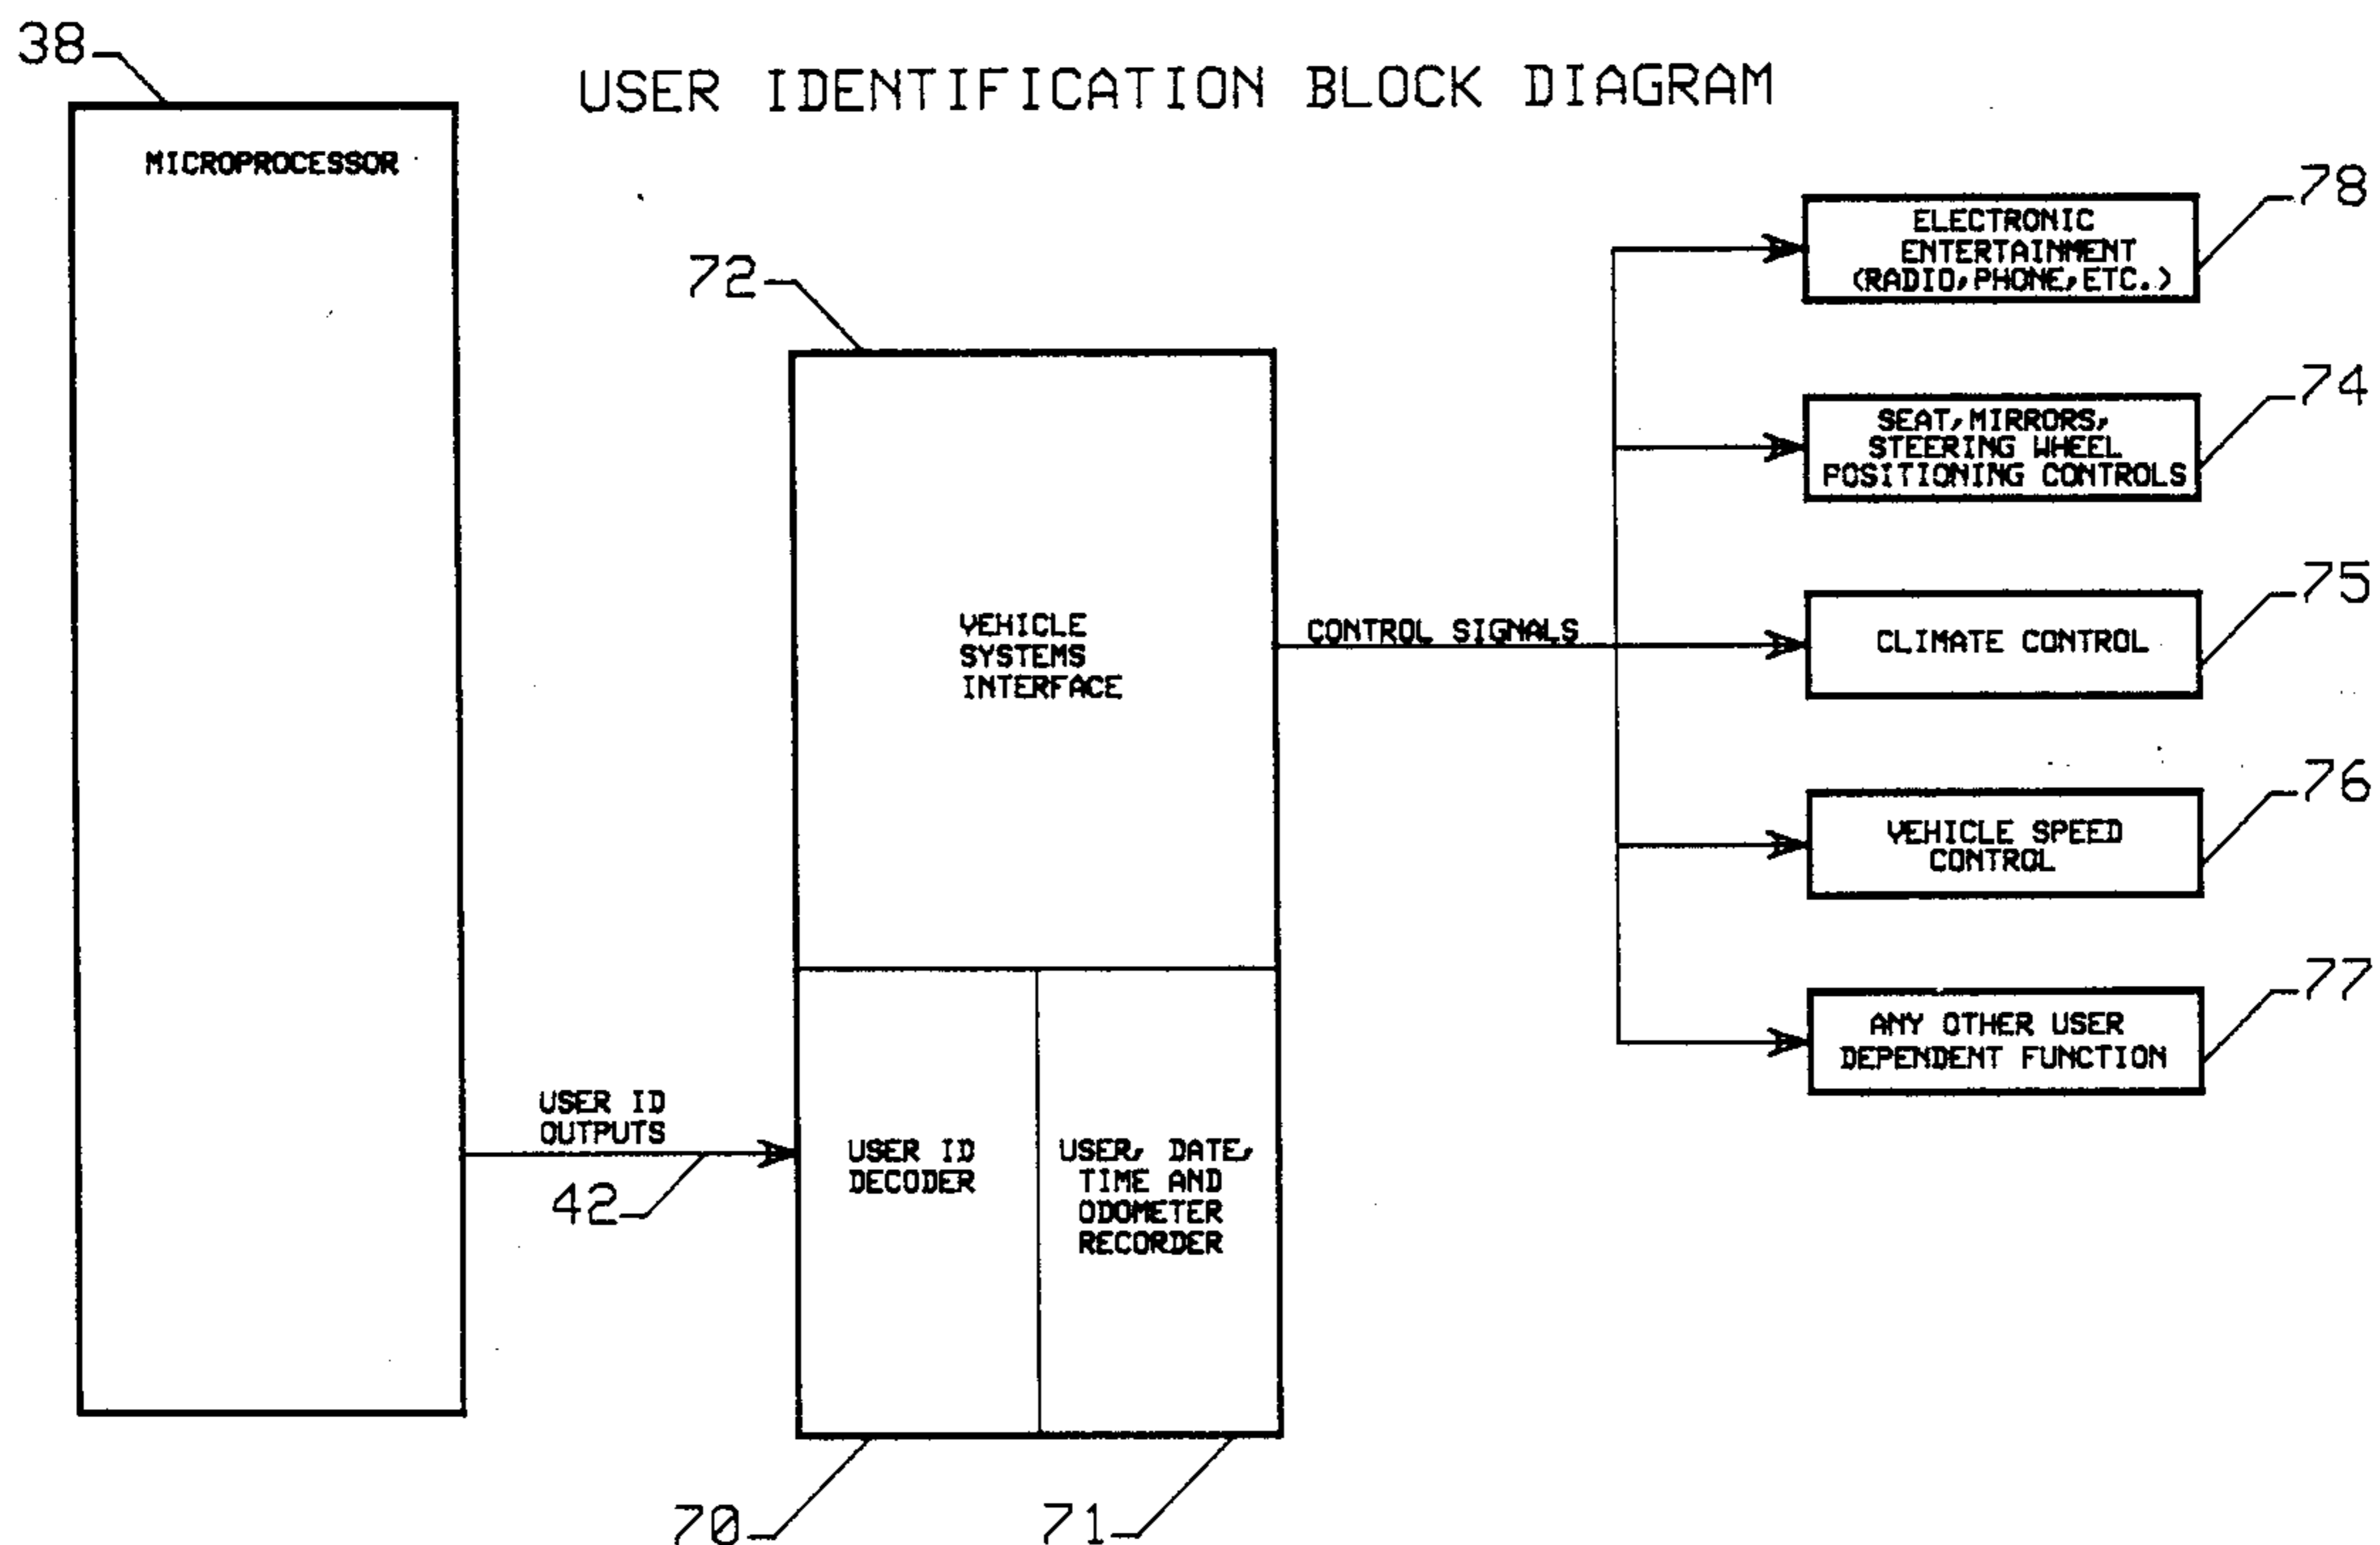 38
USER IDENTIFICATION BLOCK DIAGRAM
MICROPROCESSOR
72
VEHICLE
SYSTEMS
INTERFACE
CONTROL SIGNALS
ELECTRONIC
ENTERTAINMENT
(RADIO,PHONE,ETC.)
78
SEAT,MIRRORS,
STEERING WHEEL
POSITIONING CONTROLS
74
CLIMATE CONTROL
75
VEHICLE SPEED
CONTROL
76
ANY OTHER USER
DEPENDENT FUNCTION
77
USER ID
OUTPUTS
42
USER ID
DECODER
USER, DATE,
TIME AND
ODOMETER
RECORDER
70
71